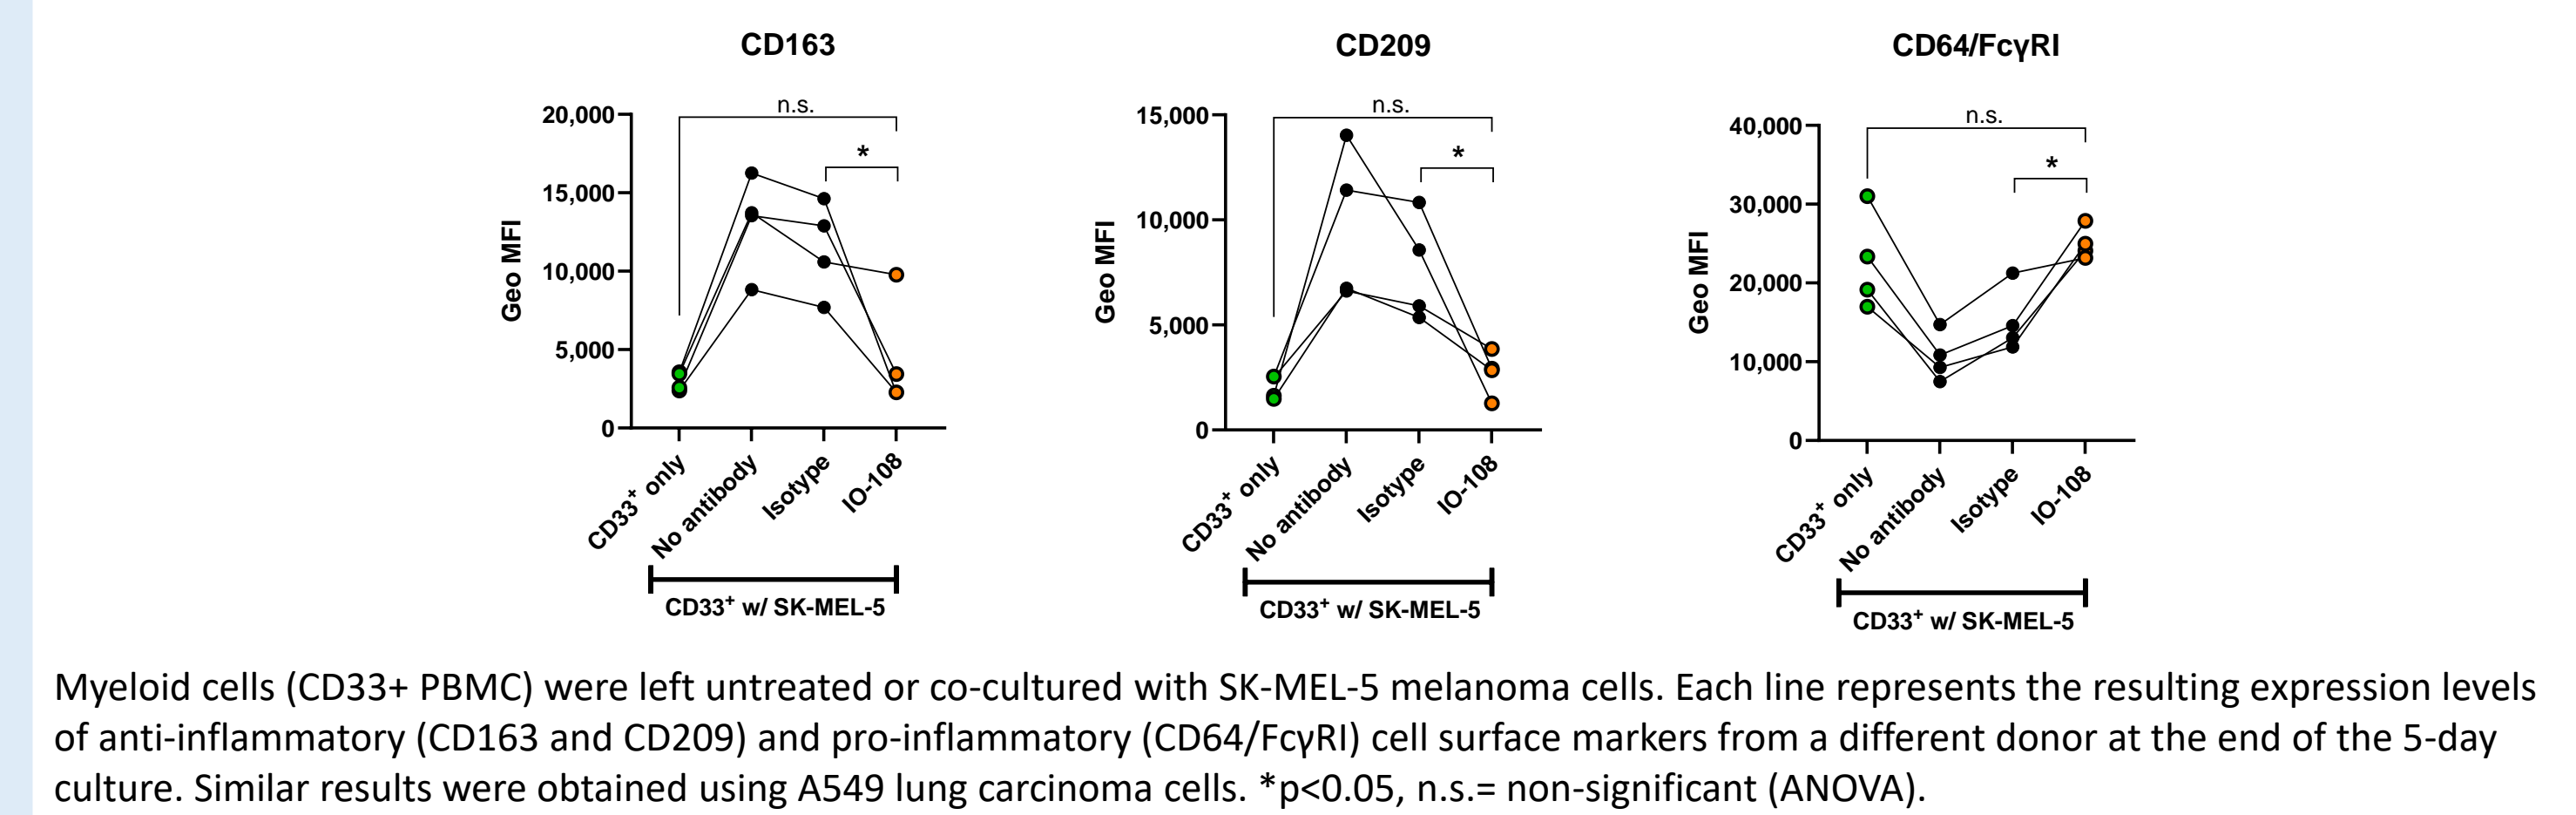 CD163
n.s.
*
20,000
15,000
10,000
5,000
0
Geo MFI
CD33+ only
No antibody
Isotype
IO-108
CD33+ w/ SK-MEL-5
CD209
n.s.
*
15,000
10,000
5,000
0
Geo MFI
CD33+ only
No antibody
Isotype
IO-108
CD33+ w/ SK-MEL-5
CD64/FcγRI
n.s.
*
40,000
30,000
20,000
10,000
0
Geo MFI
CD33+ only
No antibody
Isotype
IO-108
CD33+ w/ SK-MEL-5
Myeloid cells (CD33+ PBMC) were left untreated or co-cultured with SK-MEL-5 melanoma cells. Each line represents the resulting expression levels
of anti-inflammatory (CD163 and CD209) and pro-inflammatory (CD64/FcγRI) cell surface markers from a different donor at the end of the 5-day
culture. Similar results were obtained using A549 lung carcinoma cells. *p<0.05, n.s.= non-significant (ANOVA).